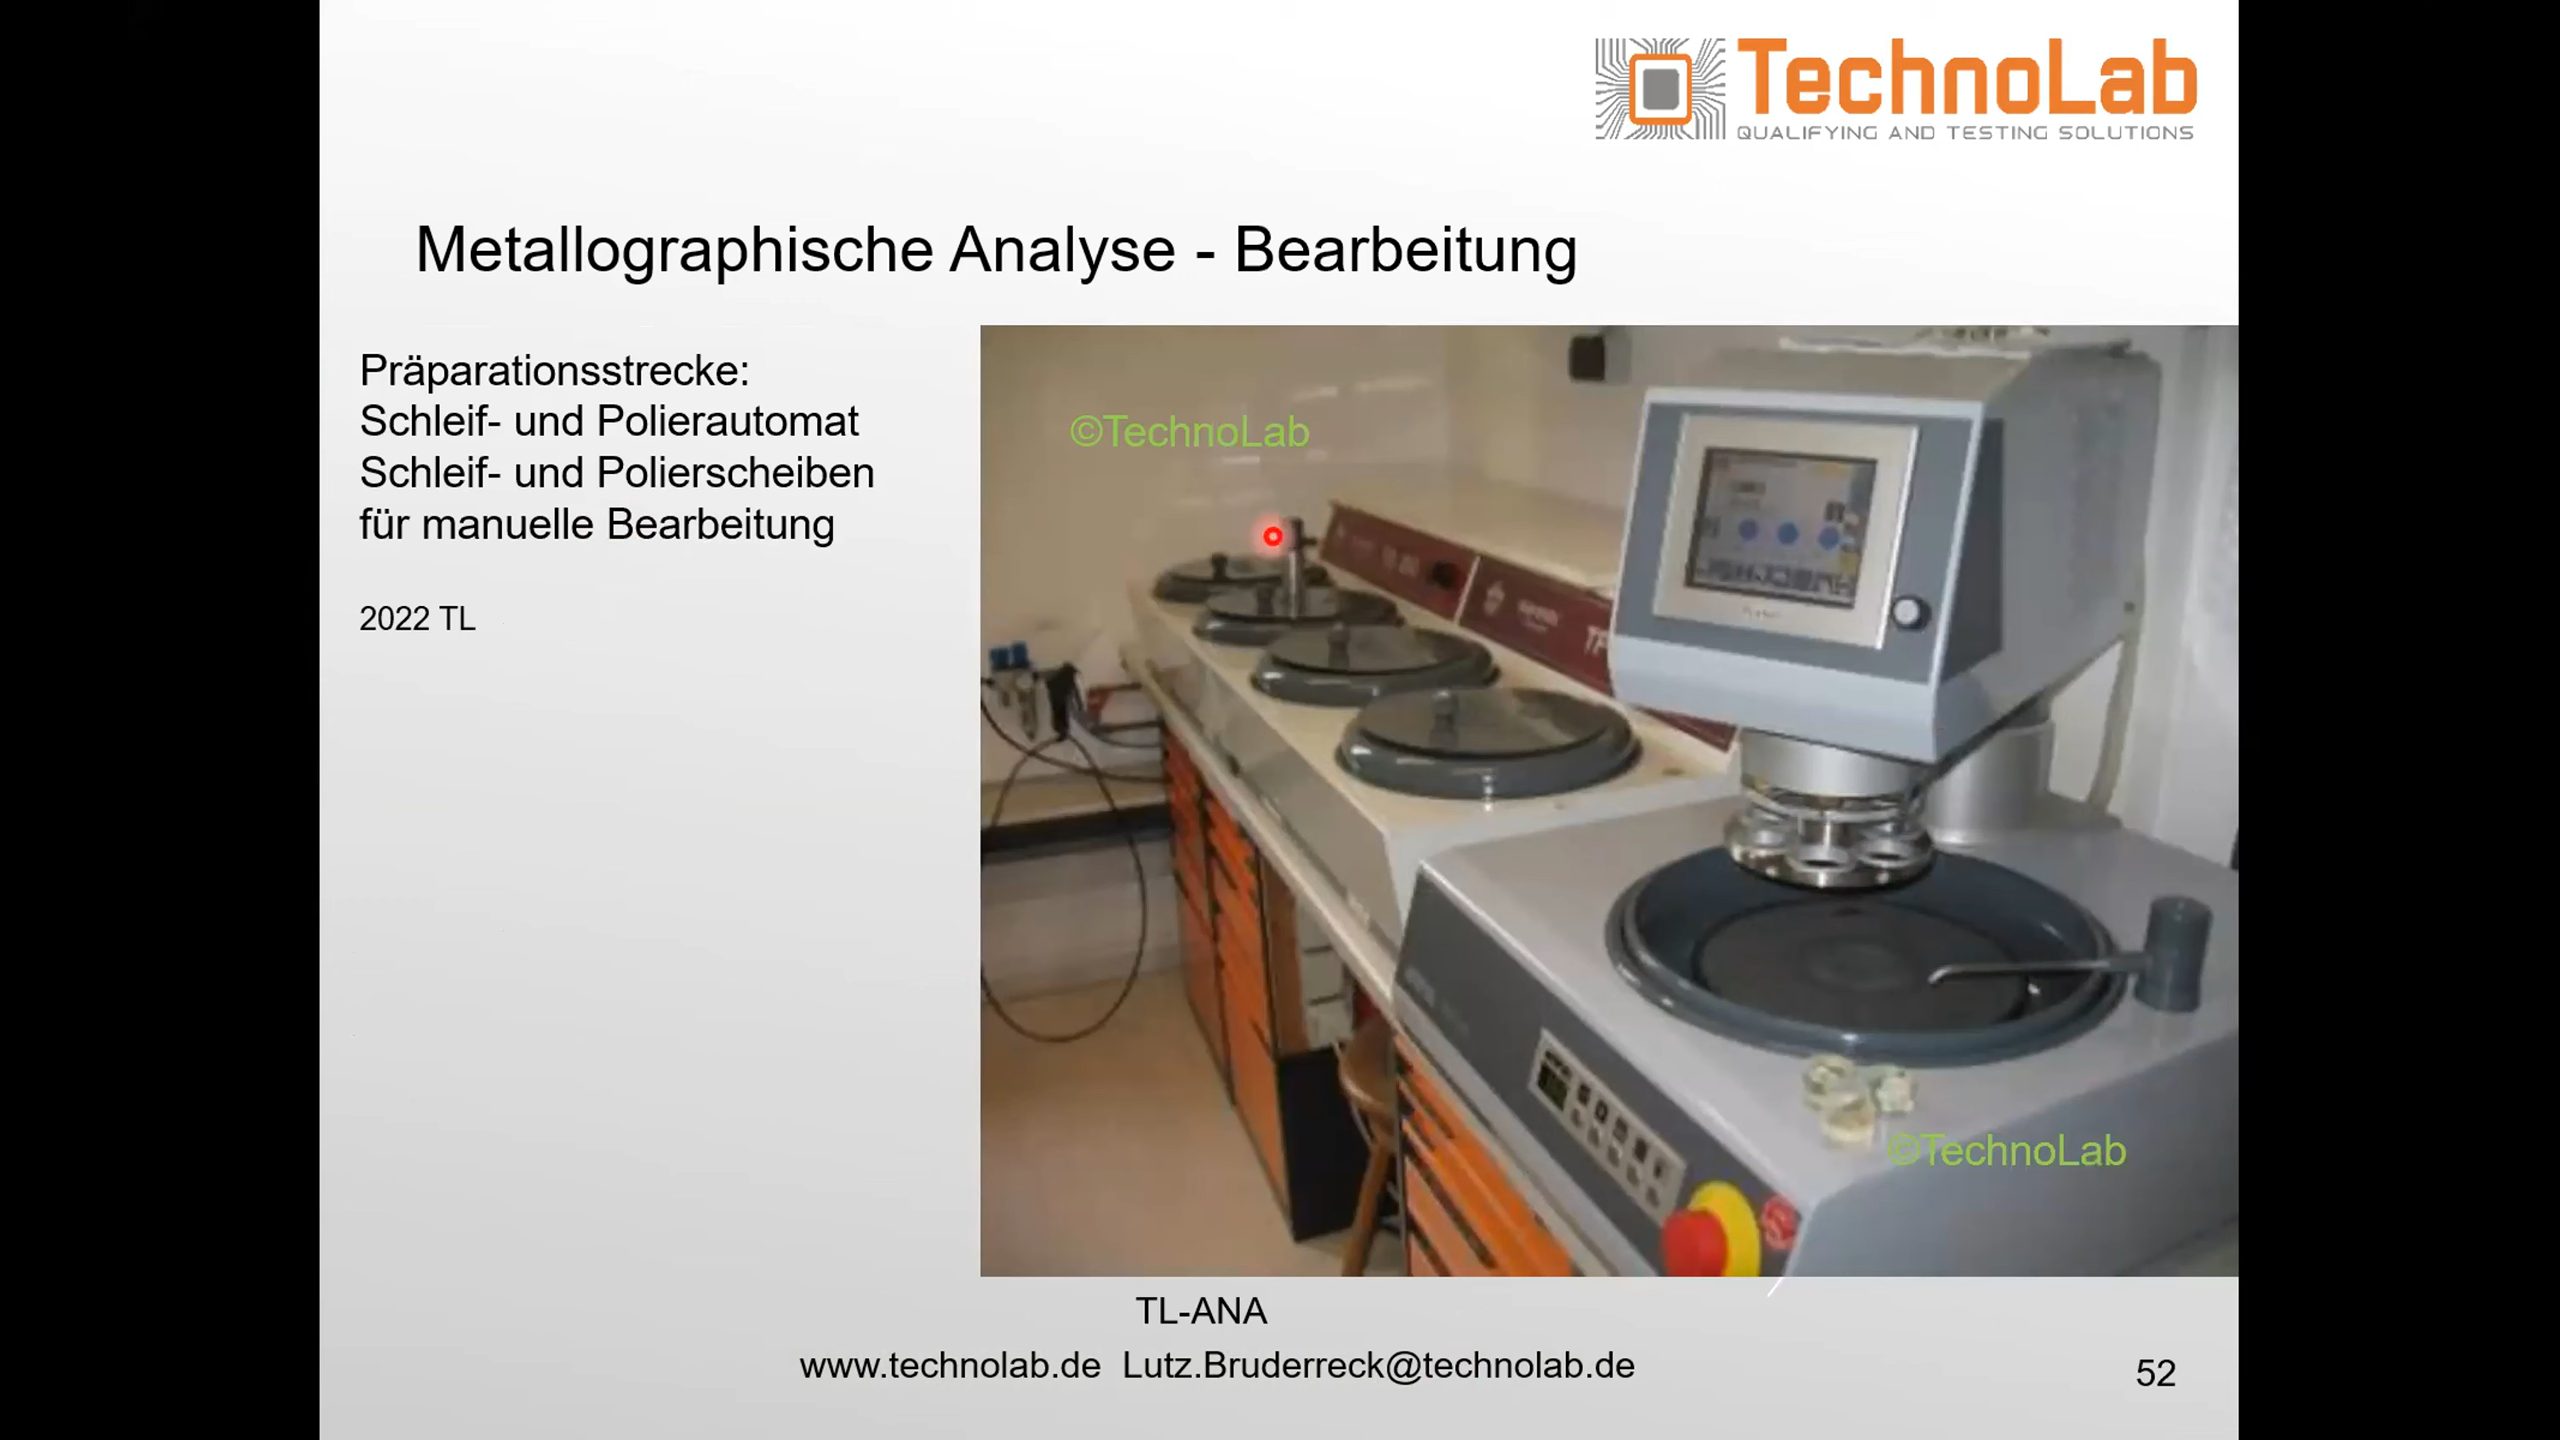 TechnoLab
QUALIFYING AND TESTING SOLUTIONS
Metallographische Analyse - Bearbeitung
Präparationsstrecke:
Schleif- und Polierautomat
Schleif- und Polierscheiben
für manuelle Bearbeitung
2022 TL
©TechnoLab
©TechnoLab
TL-ANA
www.technolab.de Lutz.Bruderreck@technolab.de
52